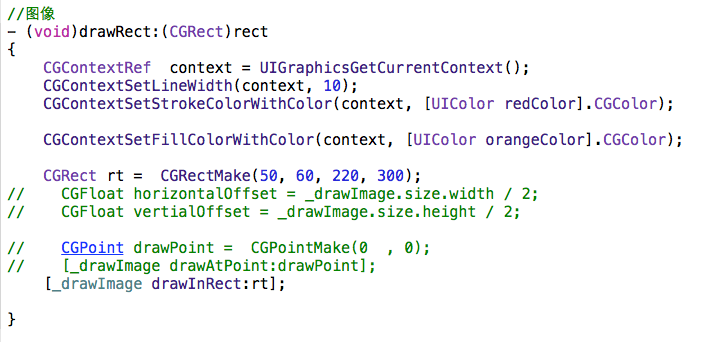 //图像
- (void)drawRect:(CGRect)rect
{
    CGContextRef  context = UIGraphicsGetCurrentContext();
    CGContextSetLineWidth(context, 10);
    CGContextSetStrokeColorWithColor(context, [UIColor redColor].CGColor);
    CGContextSetFillColorWithColor(context, [UIColor orangeColor].CGColor);
    CGRect rt =  CGRectMake(50, 60, 220, 300);
//    CGFloat horizontalOffset = _drawImage.size.width / 2;
//    CGFloat vertialOffset = _drawImage.size.height / 2;
//    CGPoint drawPoint =  CGPointMake(0  , 0);
//    [_drawImage drawAtPoint:drawPoint];
    [_drawImage drawInRect:rt];
}